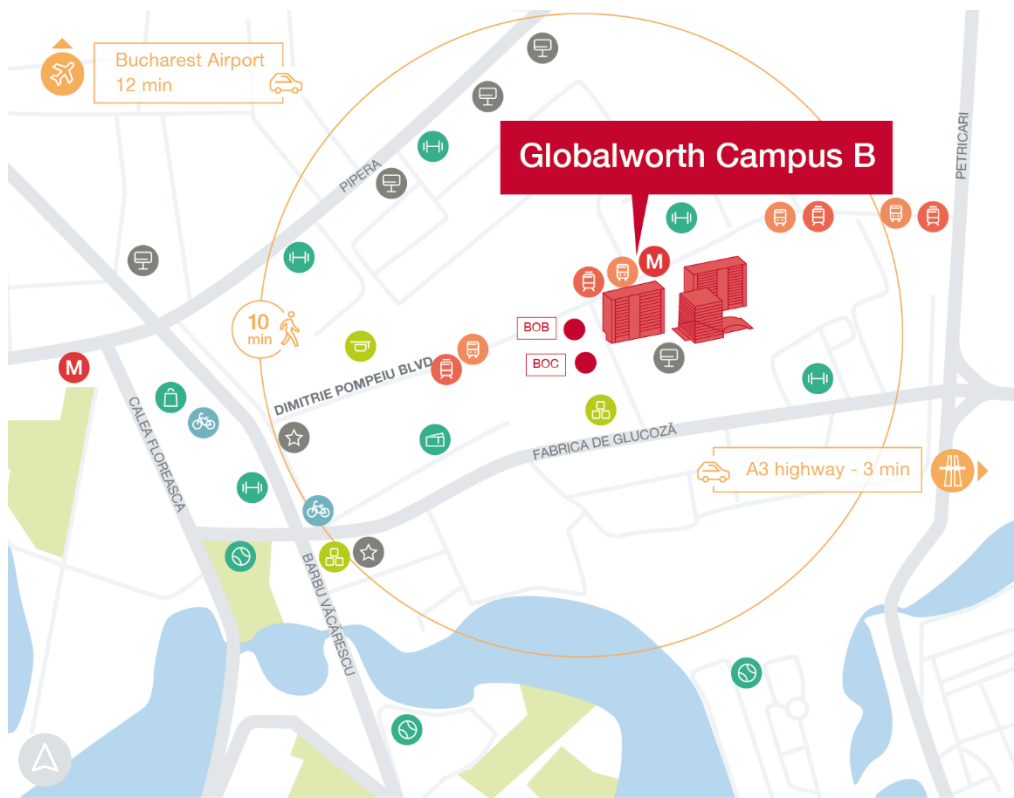 Bucharest Airport
12 min
PETRICARI
Globalworth Campus B
PIPERA
M
10
min
BOB
BOC
M
DIMITRIE POMPEIU BLVD
CALEA FLOREASCA
FABRICA DE GLUCOZĂ
A3 highway - 3 min
BARBU VĂCĂRESCU